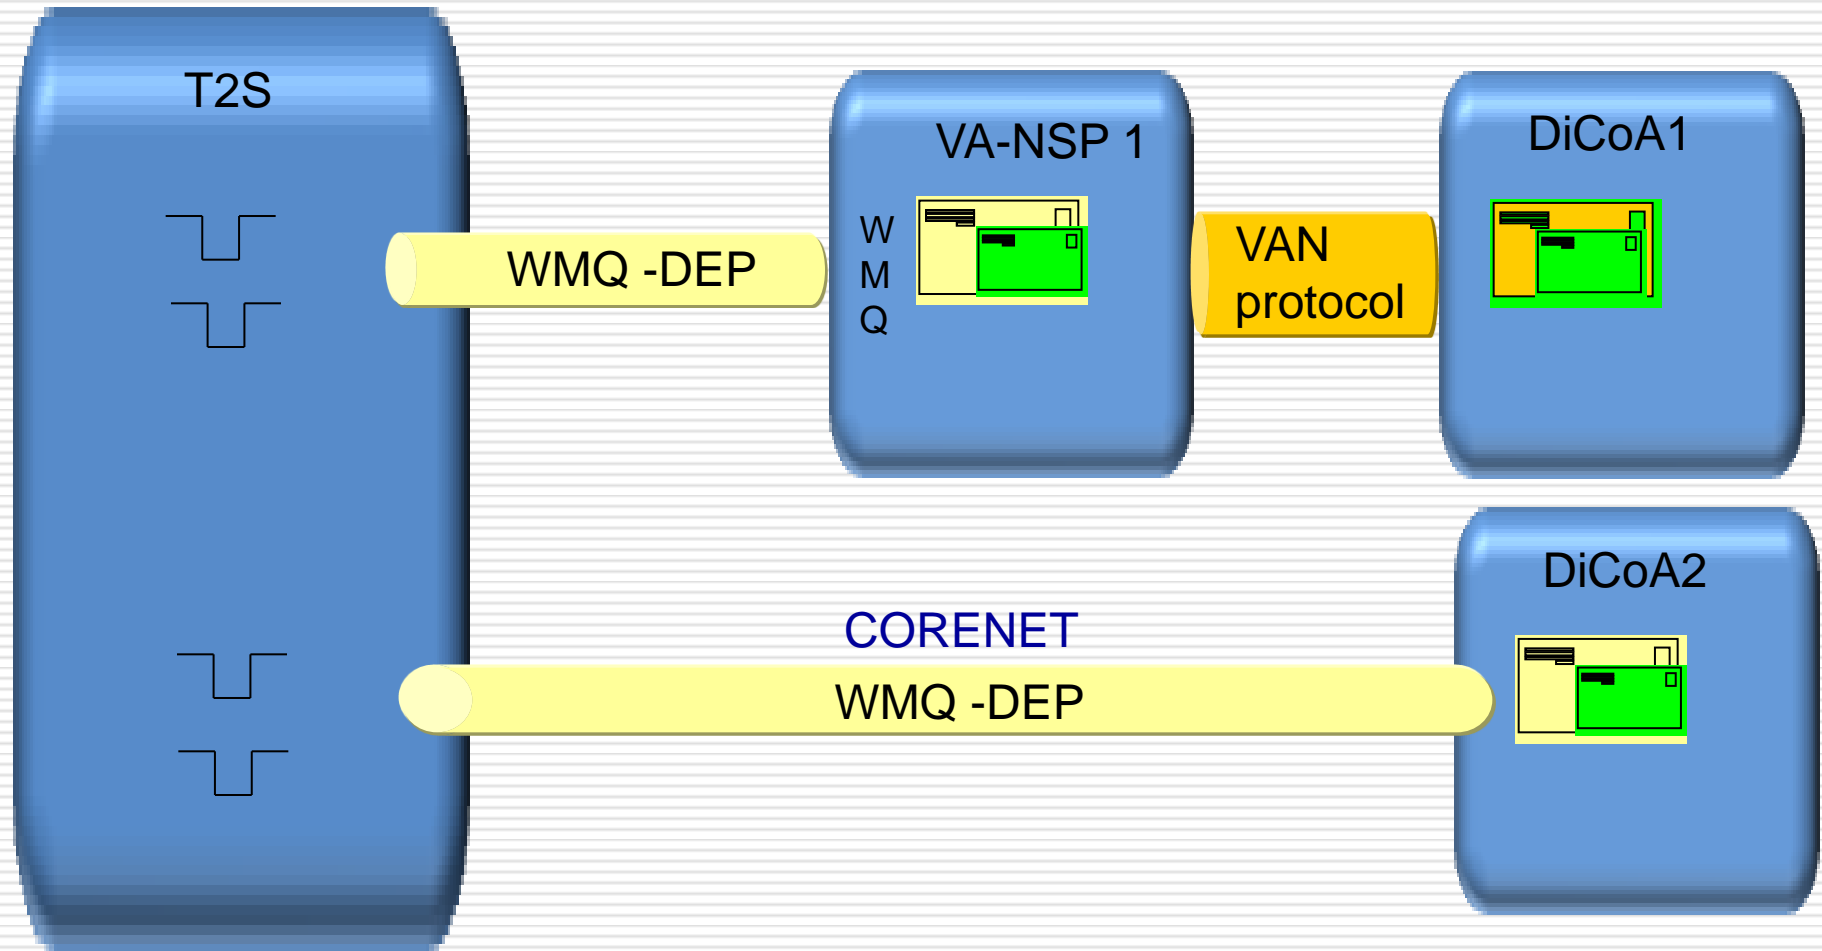 T2S
VA-NSP 1
DiCoA1
WMQ -DEP
W
M
Q
VAN
protocol
DiCoA2
CORENET
WMQ -DEP